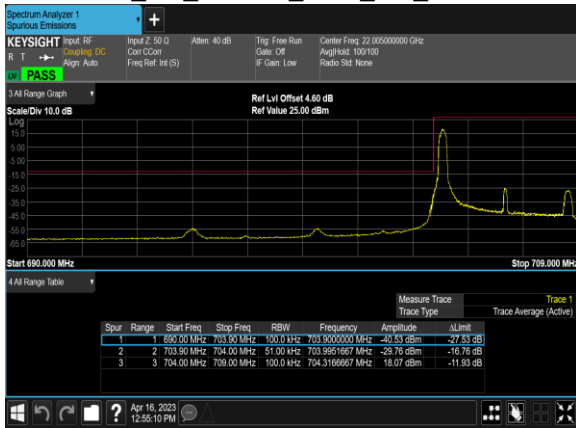 Spectrum Analyzer 1
Spurious Emissions
KEYSIGHT Input: RF Input Z: 50 Ω Atten: 40 dB Trig: Free Run Center Freq: 22.005000000 GHz
R T Coupling: DC Corr CCorr Gate: Off Avg|Hold: 100/100
Align: Auto Freq Ref: Int (S) IF Gain: Low Radio Std: None
PASS
3 All Range Graph
Ref Lvl Offset 4.60 dB
Scale/Div 10.0 dB Ref Value 25.00 dBm
Log
15.0
5.00
-5.00
-15.0
-25.0
-35.0
-45.0
-55.0
-65.0
Start 690.000 MHz Stop 709.000 MHz
4 All Range Table
Measure Trace Trace 1
Trace Type Trace Average (Active)
Spur Range Start Freq Stop Freq RBW Frequency Amplitude ΔLimit
1 1 690.00 MHz 703.90 MHz 100.0 kHz 703.9000000 MHz -40.53 dBm -27.53 dB
2 2 703.90 MHz 704.00 MHz 51.00 kHz 703.9951667 MHz -29.76 dBm -16.76 dB
3 3 704.00 MHz 709.00 MHz 100.0 kHz 704.3166667 MHz 18.07 dBm -11.93 dB
?
Apr 16, 2023
12:55:10 PM